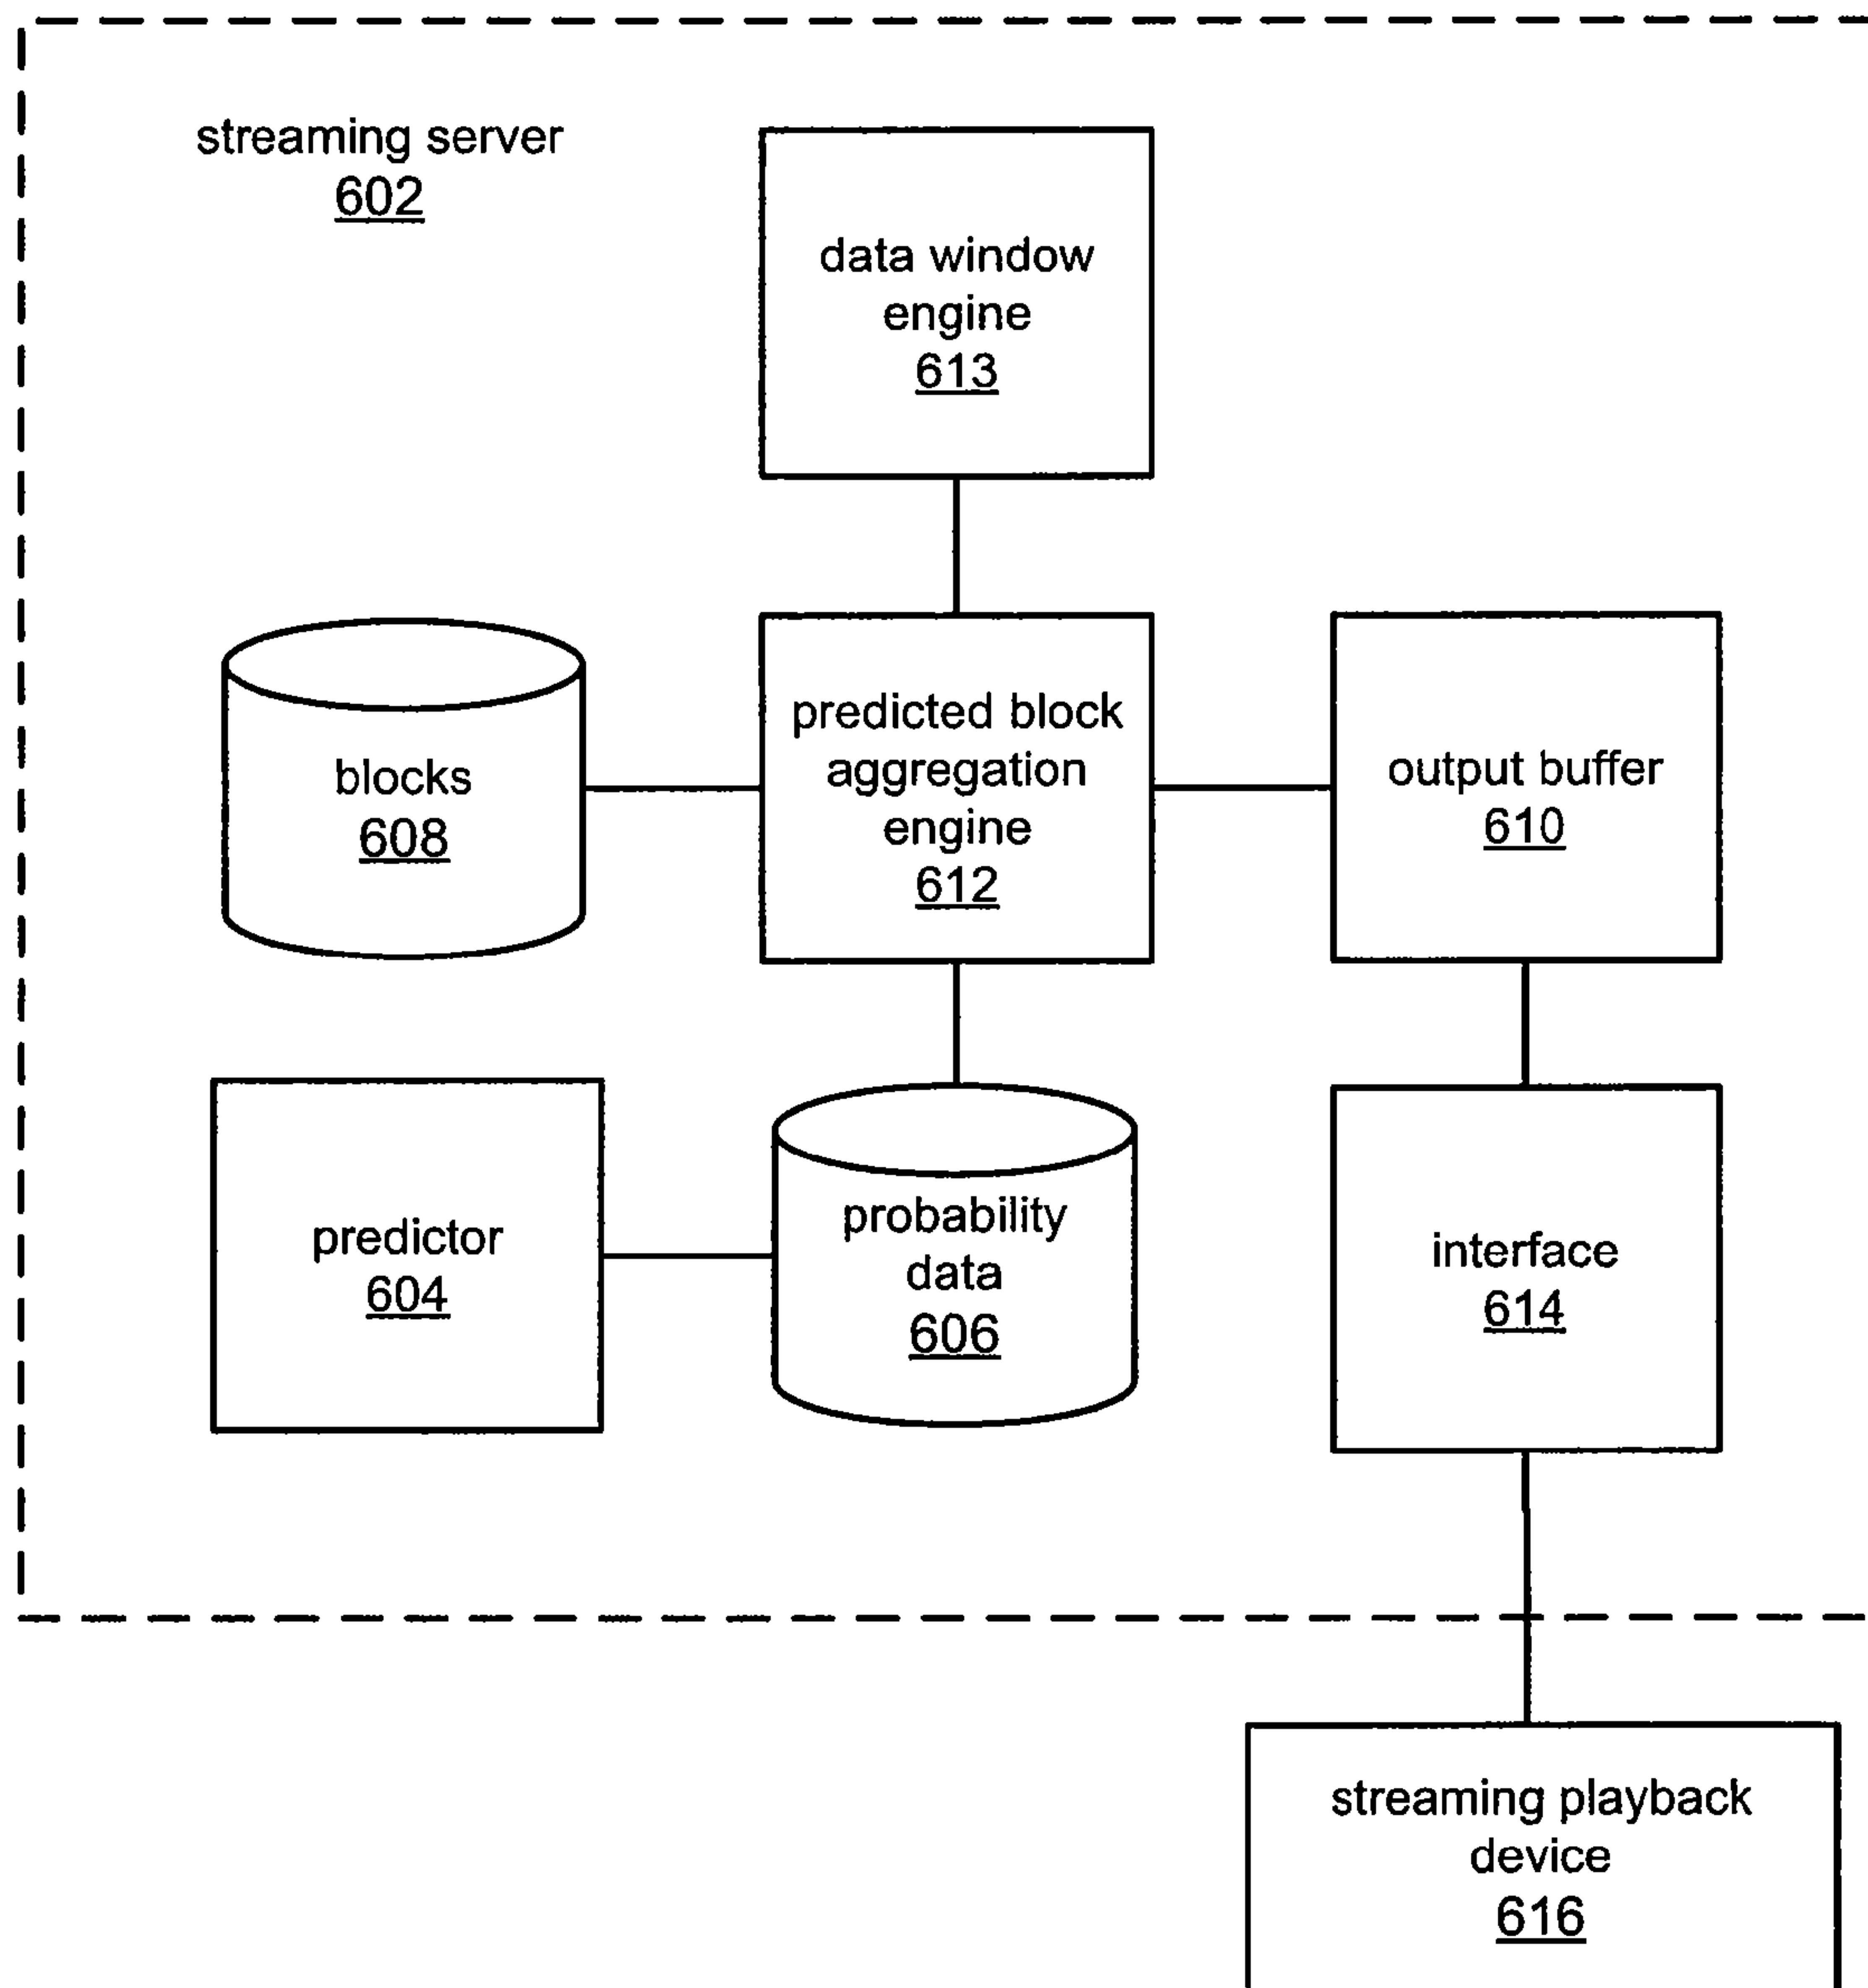 streaming server
602
data window
engine
613
blocks
608
predicted block
aggregation
engine
612
output buffer
610
predictor
604
probability
data
606
interface
614
streaming playback
device
616